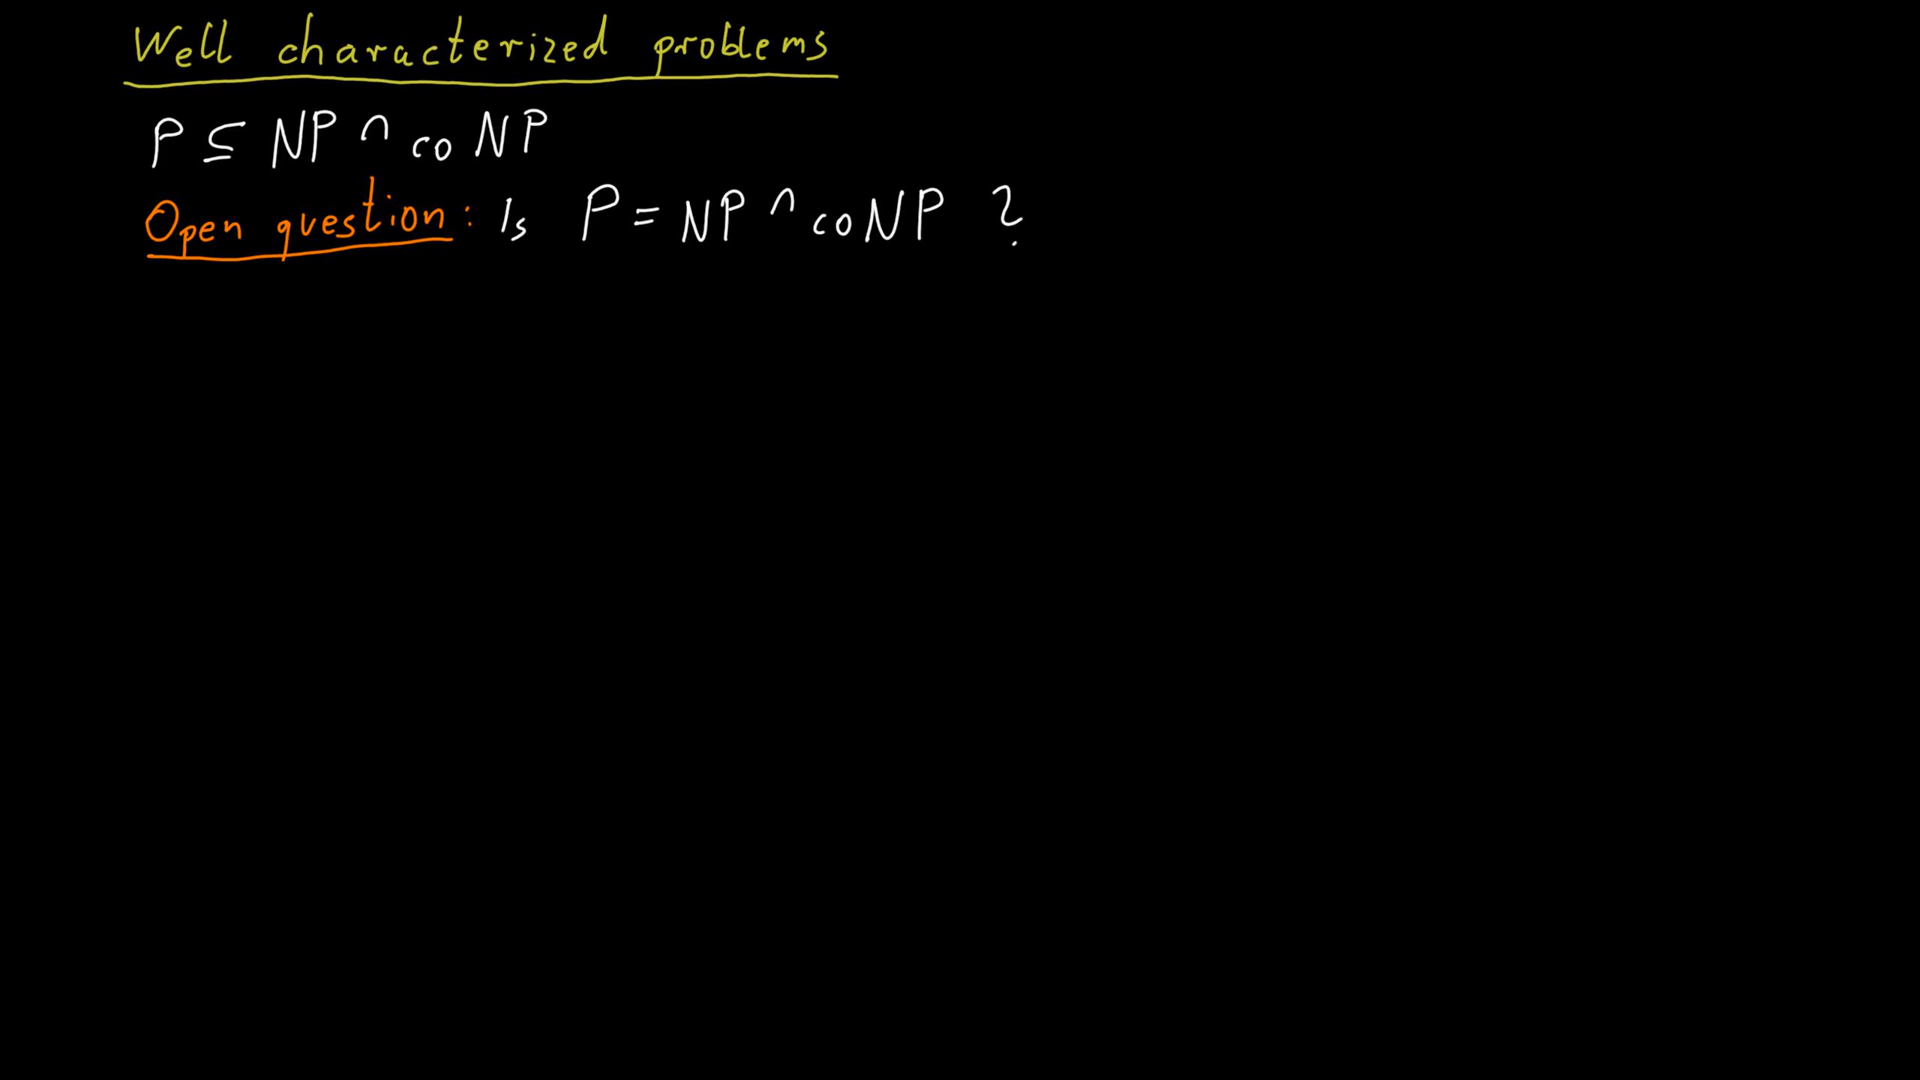 Well characterized problems
P ⊆ NP ∩ coNP
Open question: Is P = NP ∩ coNP ?